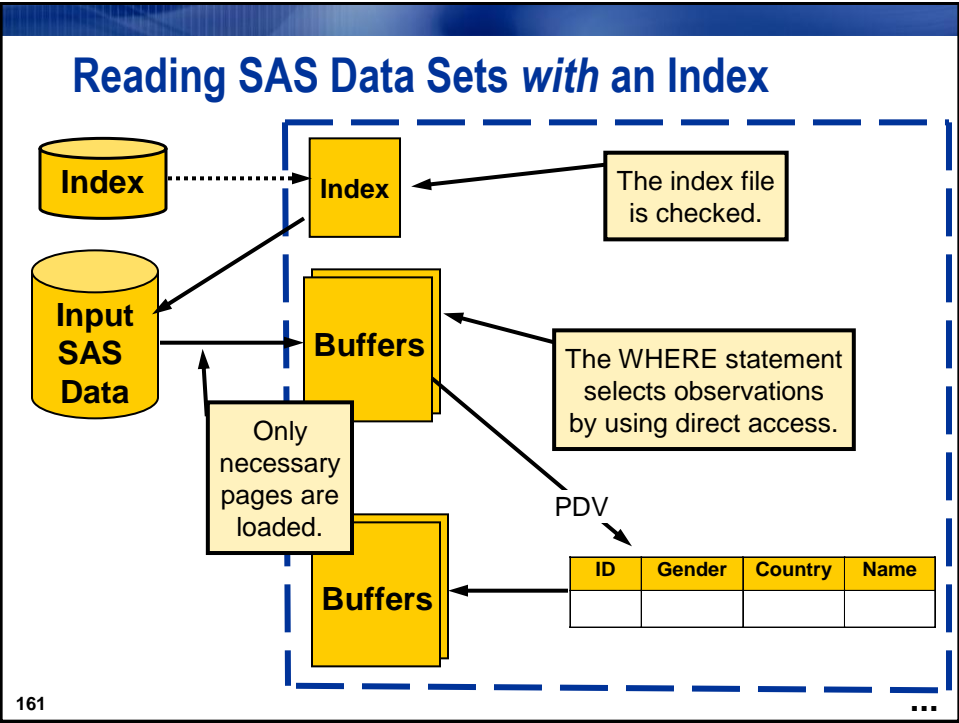 Reading SAS Data Sets with an Index
Index
Index
The index file
is checked.
Input
SAS
Data
Buffers
The WHERE statement
selects observations
by using direct access.
Only
necessary
pages are
loaded.
PDV
ID Gender Country Name
Buffers
161
...